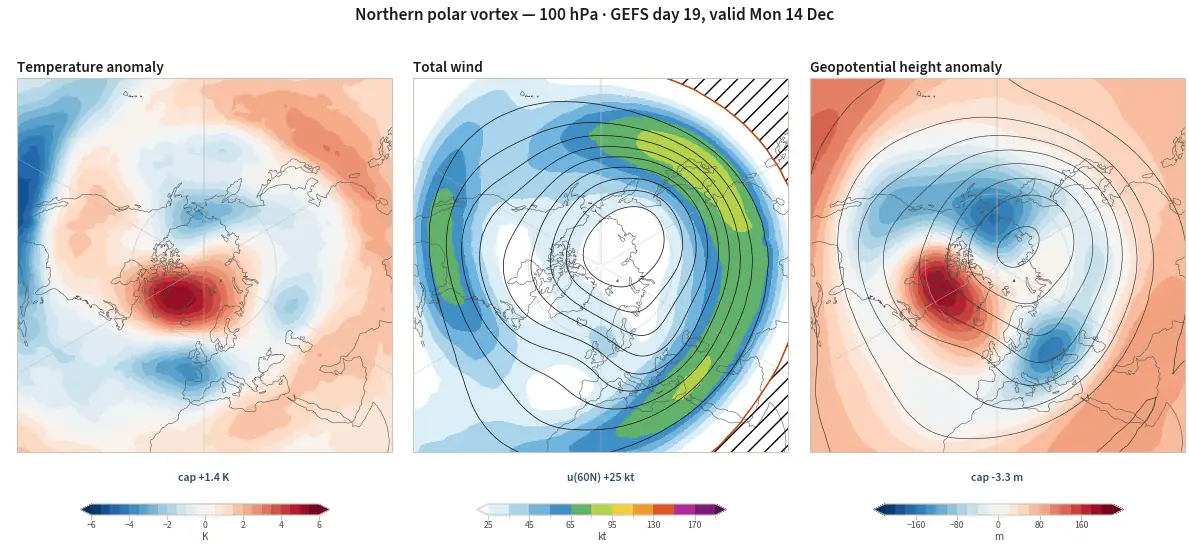 Northern polar vortex — 100 hPa · GEFS day 19, valid Mon 14 Dec
Temperature anomaly
Total wind
Geopotential height anomaly
cap +1.4 K
u(60N) +25 kt
cap -3.3 m
−6 −4 −2 0 2 4 6
K
25 45 65 95 130 170
kt
−160 −80 0 80 160
m